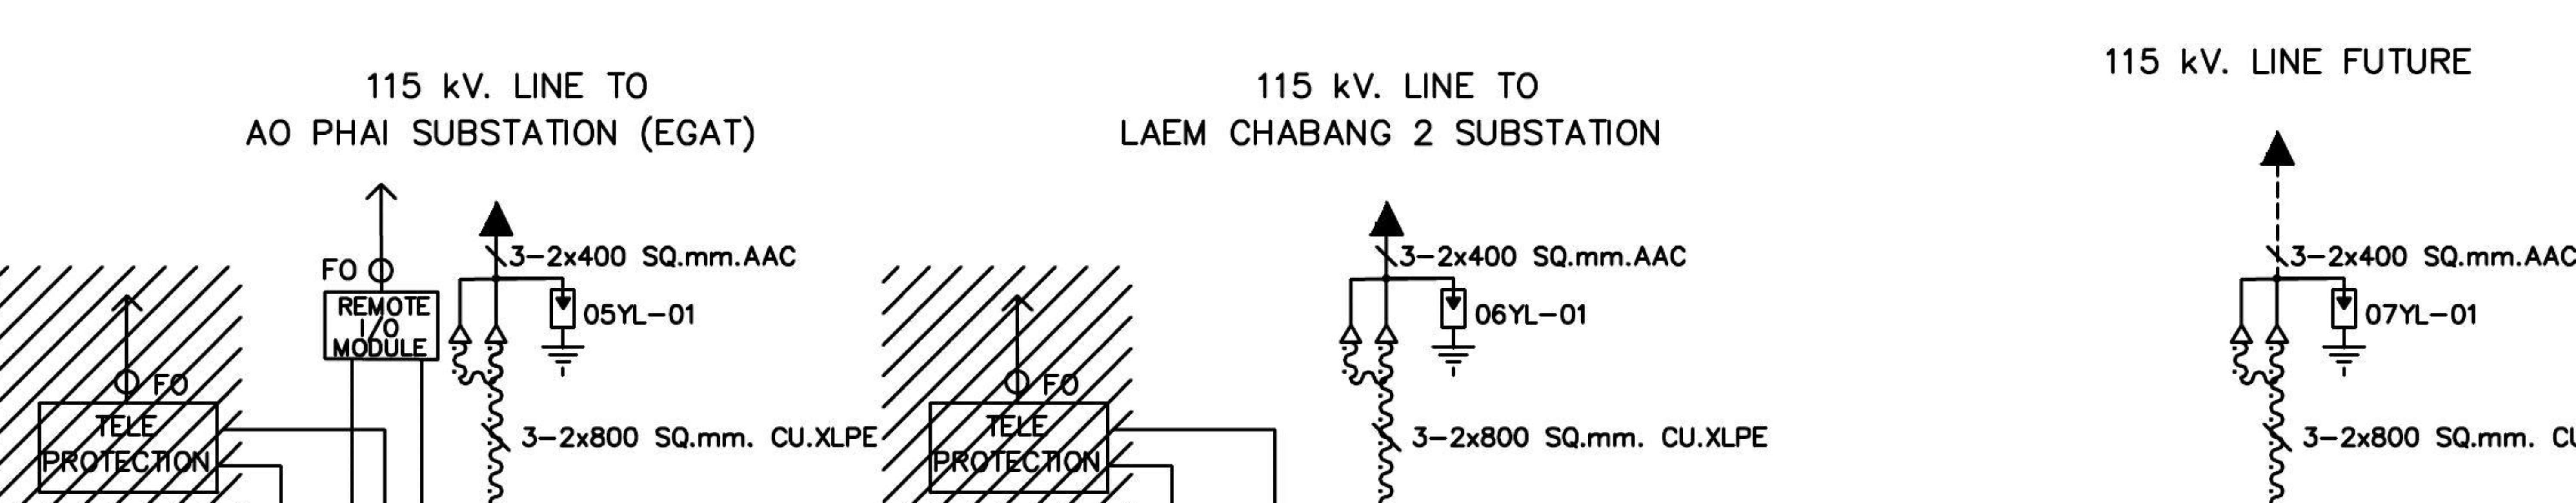 115 kV. LINE TO
AO PHAI SUBSTATION (EGAT)
FO
3-2x400 SQ.mm.AAC
REMOTE
I/O
MODULE
05YL-01
FO
TELE
PROTECTION
3-2x800 SQ.mm. CU.XLPE
115 kV. LINE TO
LAEM CHABANG 2 SUBSTATION
3-2x400 SQ.mm.AAC
06YL-01
FO
TELE
PROTECTION
3-2x800 SQ.mm. CU.XLPE
115 kV. LINE FUTURE
3-2x400 SQ.mm.AAC
07YL-01
3-2x800 SQ.mm.